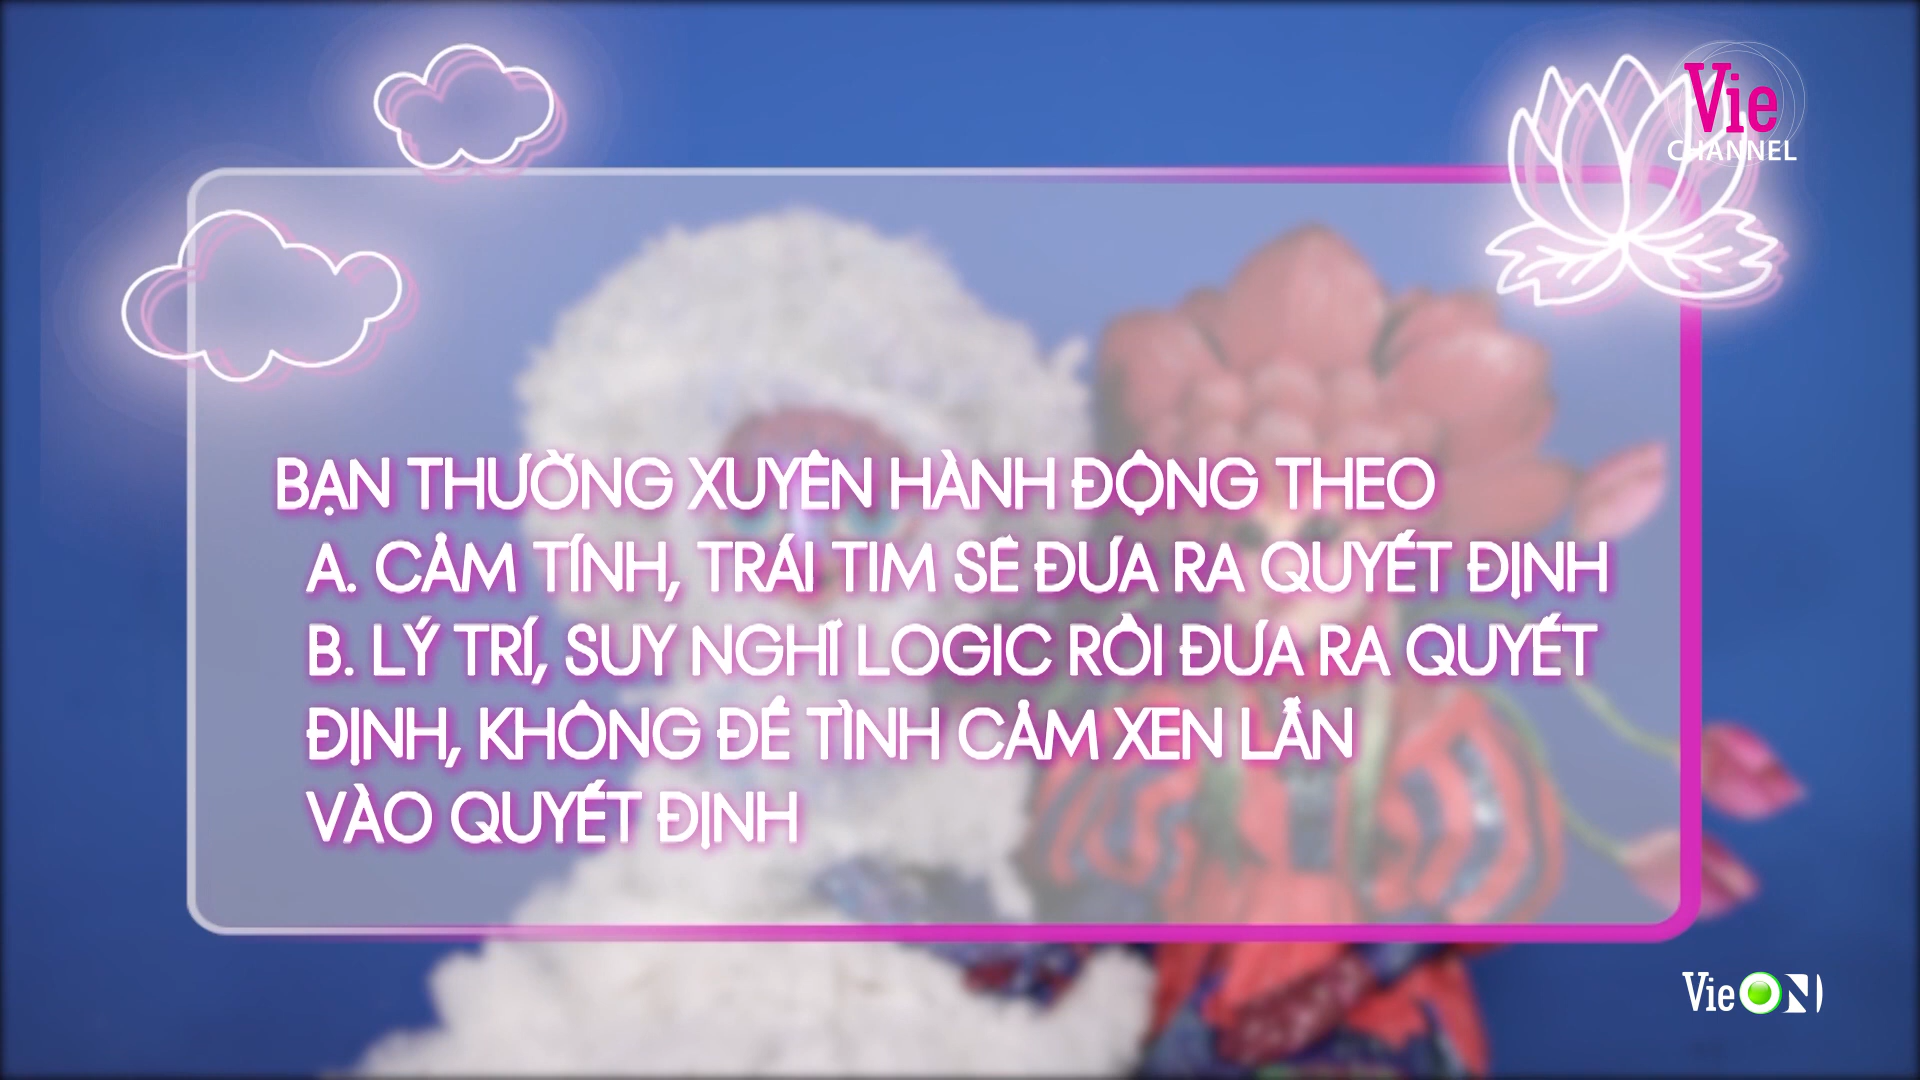 Vie
CHANNEL
BẠN THƯỜNG XUYÊN HÀNH ĐỘNG THEO
A. CẢM TÍNH, TRÁI TIM SẼ ĐƯA RA QUYẾT ĐỊNH
B. LÝ TRÍ, SUY NGHĨ LOGIC RỒI ĐƯA RA QUYẾT
ĐỊNH, KHÔNG ĐỂ TÌNH CẢM XEN LẪN
VÀO QUYẾT ĐỊNH
VieON